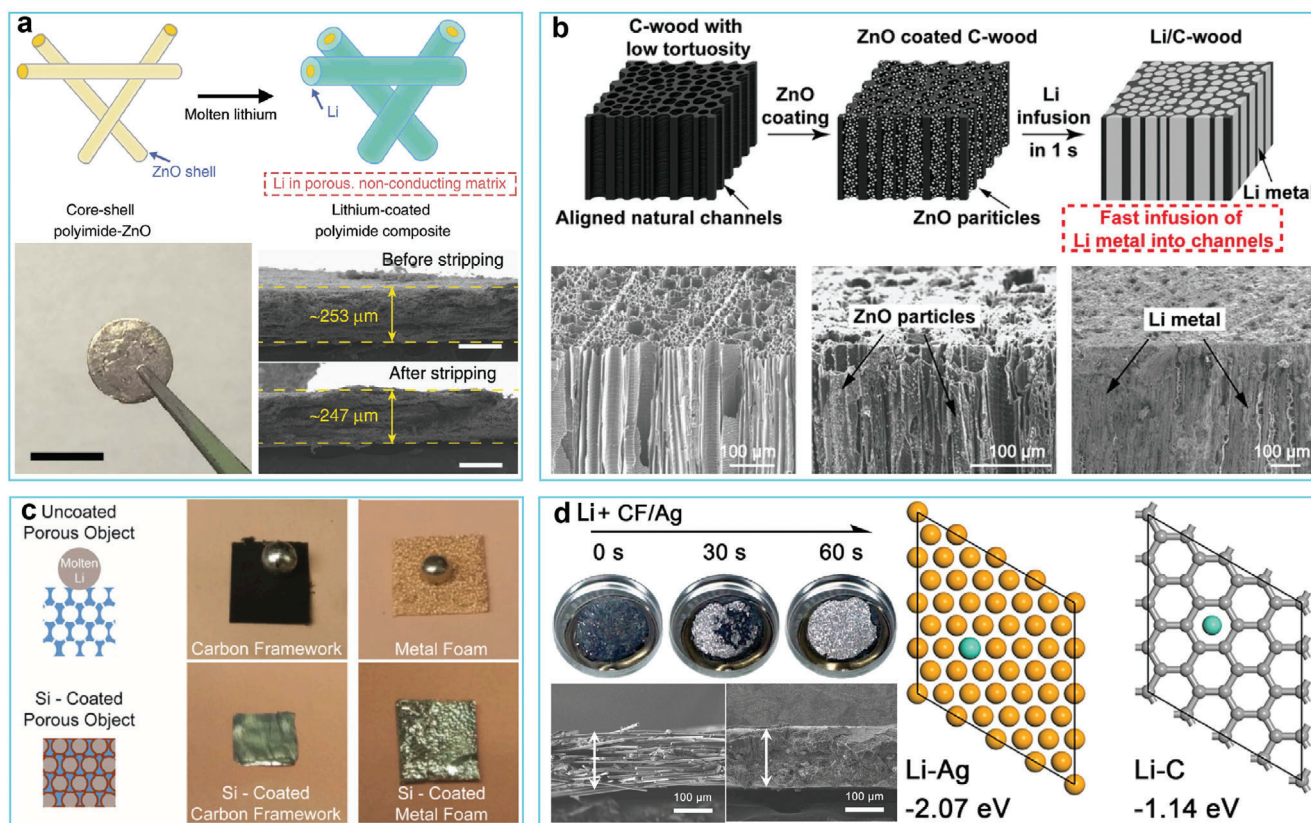 a
Molten lithium
Li
ZnO shell
Li in porous. non-conducting matrix
Core-shell
polyimide-ZnO
Lithium-coated
polyimide composite
Before stripping
~253 µm
After stripping
~247 µm
b
C-wood with
low tortuosity
ZnO coated C-wood
Li/C-wood
ZnO
coating
Li
infusion
in 1 s
Aligned natural channels
ZnO pariticles
Li metal
Fast infusion of
Li metal into channels
ZnO particles
Li metal
100 µm
100 µm
100 µm
c
Uncoated
Porous Object
Molten
Li
Carbon Framework
Metal Foam
Si - Coated
Porous Object
Si - Coated
Carbon Framework
Si - Coated
Metal Foam
d
Li+ CF/Ag
0 s
30 s
60 s
100 µm
100 µm
Li-Ag
-2.07 eV
Li-C
-1.14 eV